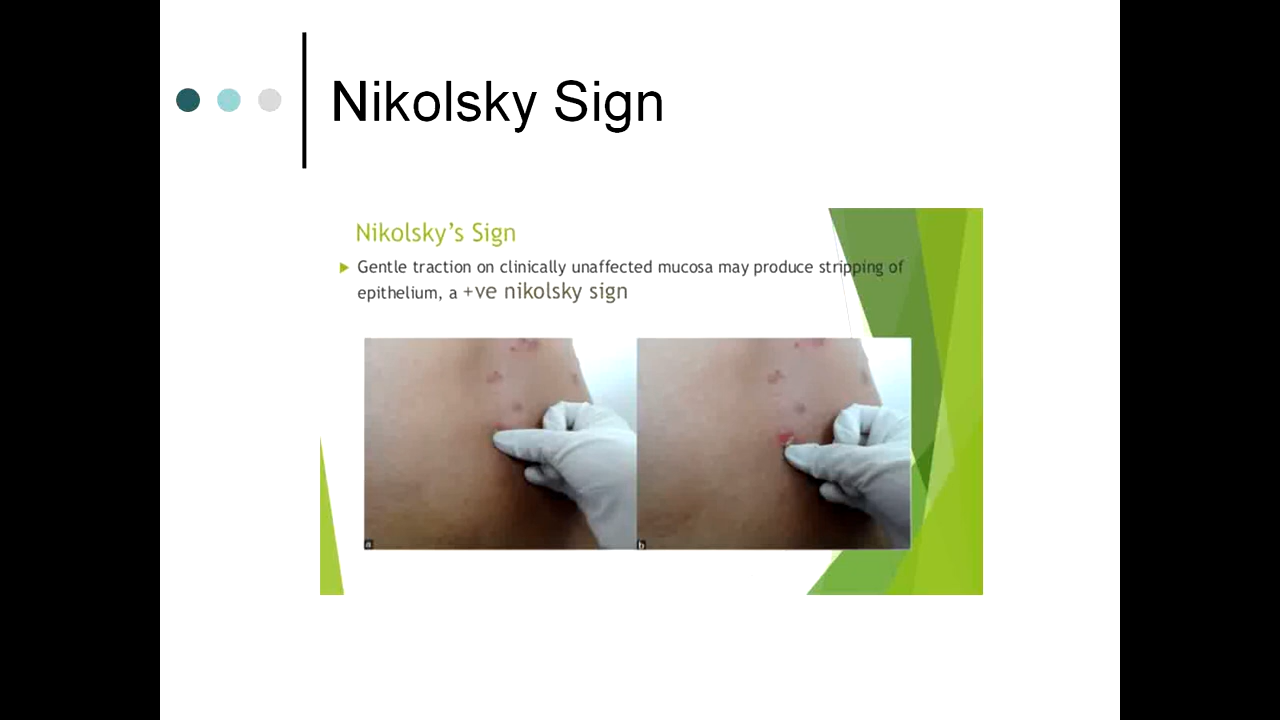 Nikolsky Sign
Nikolsky's Sign
Gentle traction on clinically unaffected mucosa may produce stripping of
epithelium, a +ve nikolsky sign
a
b